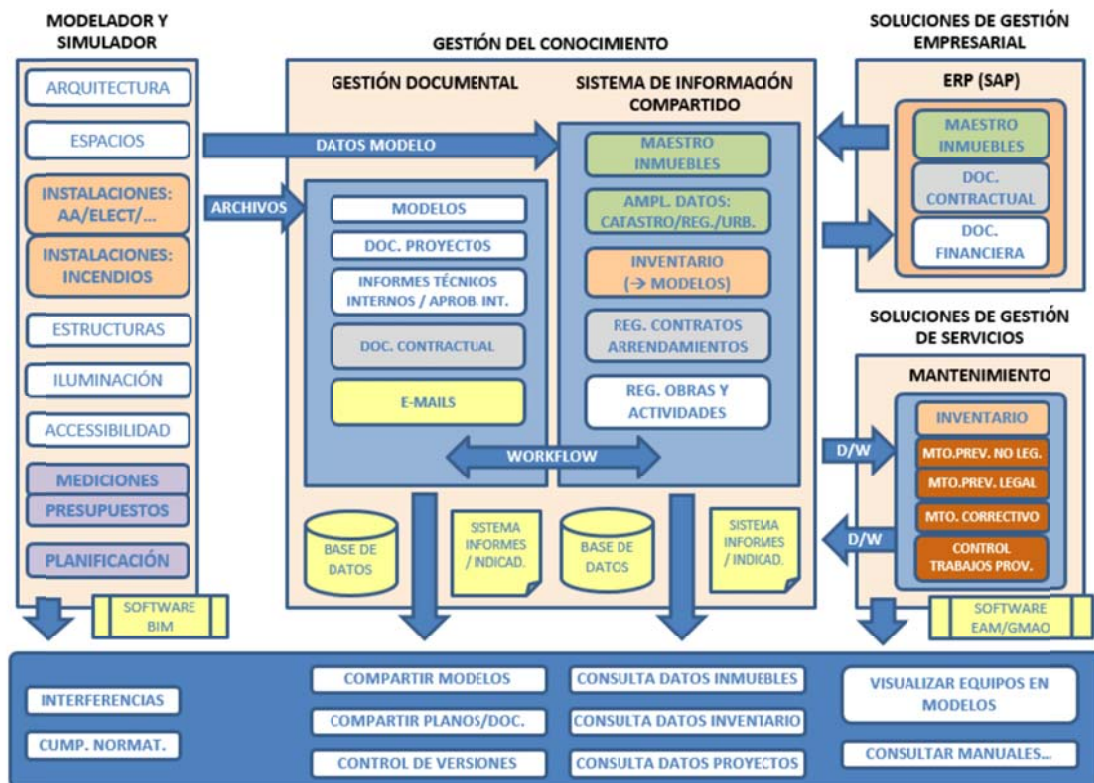 MODELADOR Y
SIMULADOR
ARQUITECTURA
ESPACIOS
INSTALACIONES:
AA/ELECT/...
INSTALACIONES:
INCENDIOS
ESTRUCTURAS
ILUMINACIÓN
ACCESSIBILIDAD
MEDICIONES
PRESUPUESTOS
PLANIFICACIÓN
SOFTWARE
BIM
DATOS MODELO
ARCHIVOS
GESTIÓN DEL CONOCIMIENTO
GESTIÓN DOCUMENTAL
MODELOS
DOC. PROYECTOS
INFORMES TÉCNICOS
INTERNOS / APROB. INT.
DOC. CONTRACTUAL
E-MAILS
SISTEMA DE INFORMACIÓN
COMPARTIDO
MAESTRO
INMUEBLES
AMPL. DATOS:
CATASTRO/REG./URB.
INVENTARIO
(→ MODELOS)
REG. CONTRATOS
ARRENDAMIENTOS
REG. OBRAS Y
ACTIVIDADES
WORKFLOW
BASE DE
DATOS
SISTEMA
INFORMES
/ INDICAD.
BASE DE
DATOS
SISTEMA
INFORMES
/ INDICAD.
SOLUCIONES DE GESTIÓN
EMPRESARIAL
ERP (SAP)
MAESTRO
INMUEBLES
DOC.
CONTRACTUAL
DOC.
FINANCIERA
SOLUCIONES DE GESTIÓN
DE SERVICIOS
MANTENIMIENTO
INVENTARIO
MTO.PREV. NO LEG.
MTO.PREV. LEGAL
MTO. CORRECTIVO
CONTROL
TRABAJOS PROV.
D/W
D/W
SOFTWARE
EAM/GMAO
INTERFERENCIAS
CUMP. NORMAT.
COMPARTIR MODELOS
COMPARTIR PLANOS/DOC.
CONTROL DE VERSIONES
CONSULTA DATOS INMUEBLES
CONSULTA DATOS INVENTARIO
CONSULTA DATOS PROYECTOS
VISUALIZAR EQUIPOS EN
MODELOS
CONSULTAR MANUALES...